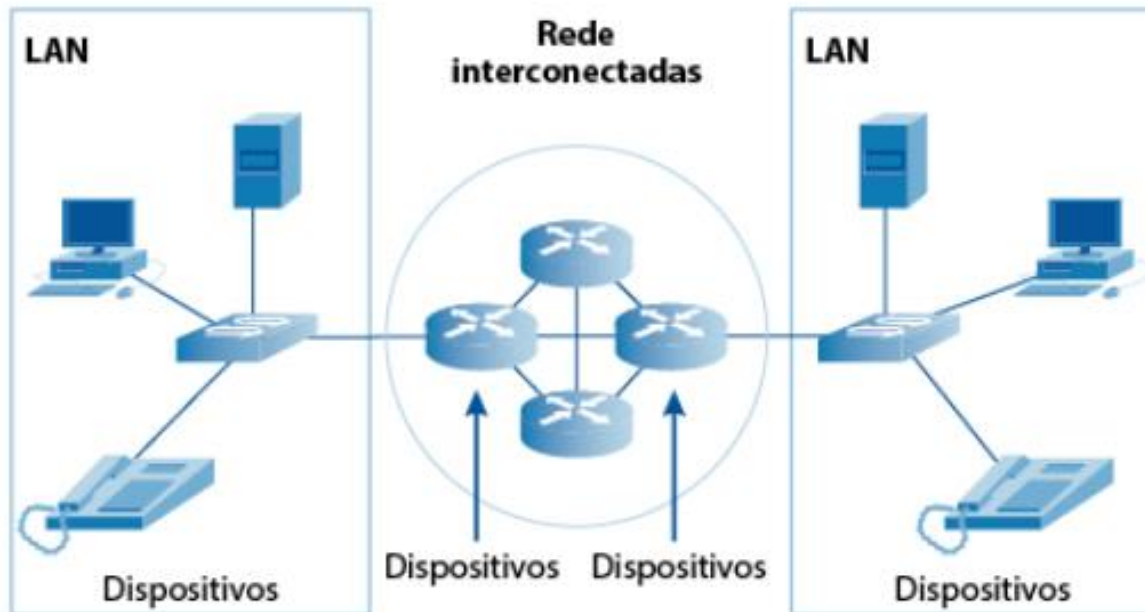 LAN
Rede
interconectadas
LAN
Dispositivos
Dispositivos
Dispositivos
Dispositivos